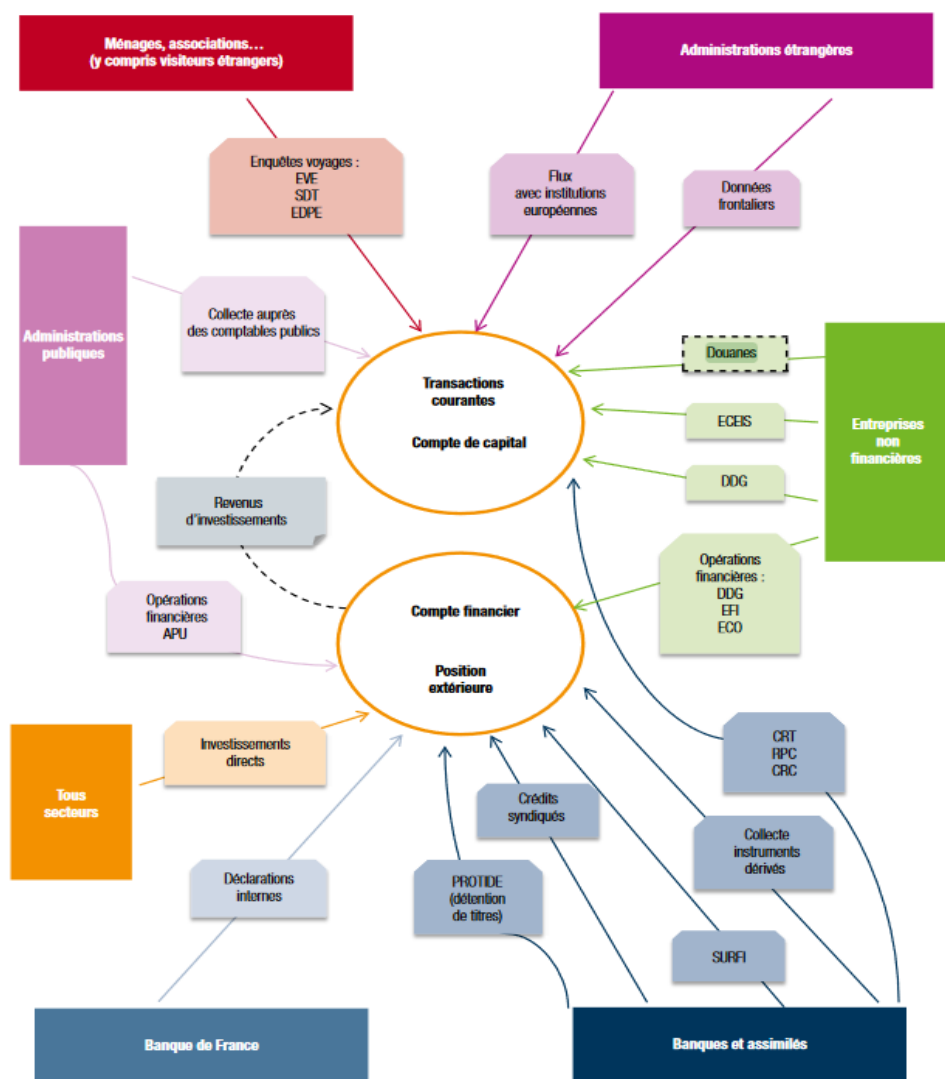 Ménages, associations…
(y compris visiteurs étrangers)
Administrations étrangères
Enquêtes voyages :
EVE
SDT
EDPE
Flux
avec institutions
européennes
Données
frontaliers
Administrations
publiques
Collecte auprès
des comptables publics
Transactions
courantes
Compte de capital
Douanes
ECEIS
DDG
Entreprises
non
financières
Revenus
d'investissements
Opérations
financières :
DDG
EFI
ECO
Opérations
financières
APU
Compte financier
Position
extérieure
Tous
secteurs
Investissements
directs
CRT
RPC
CRC
Crédits
syndiqués
Collecte
instruments
dérivés
Déclarations
internes
PROTIDE
(détention
de titres)
SURFI
Banque de France
Banques et assimilés